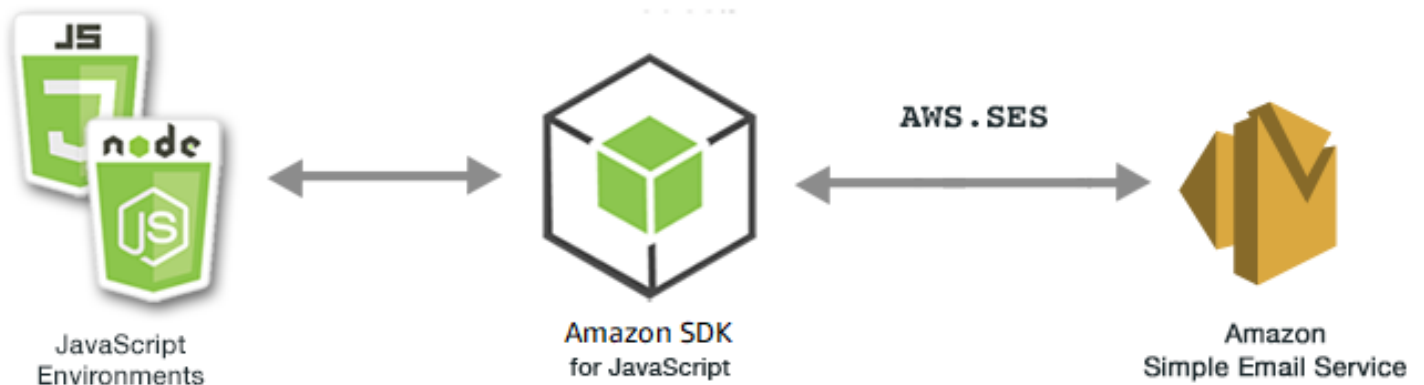 JS
node
JS
JavaScript
Environments
Amazon SDK
for JavaScript
AWS.SES
Amazon
Simple Email Service